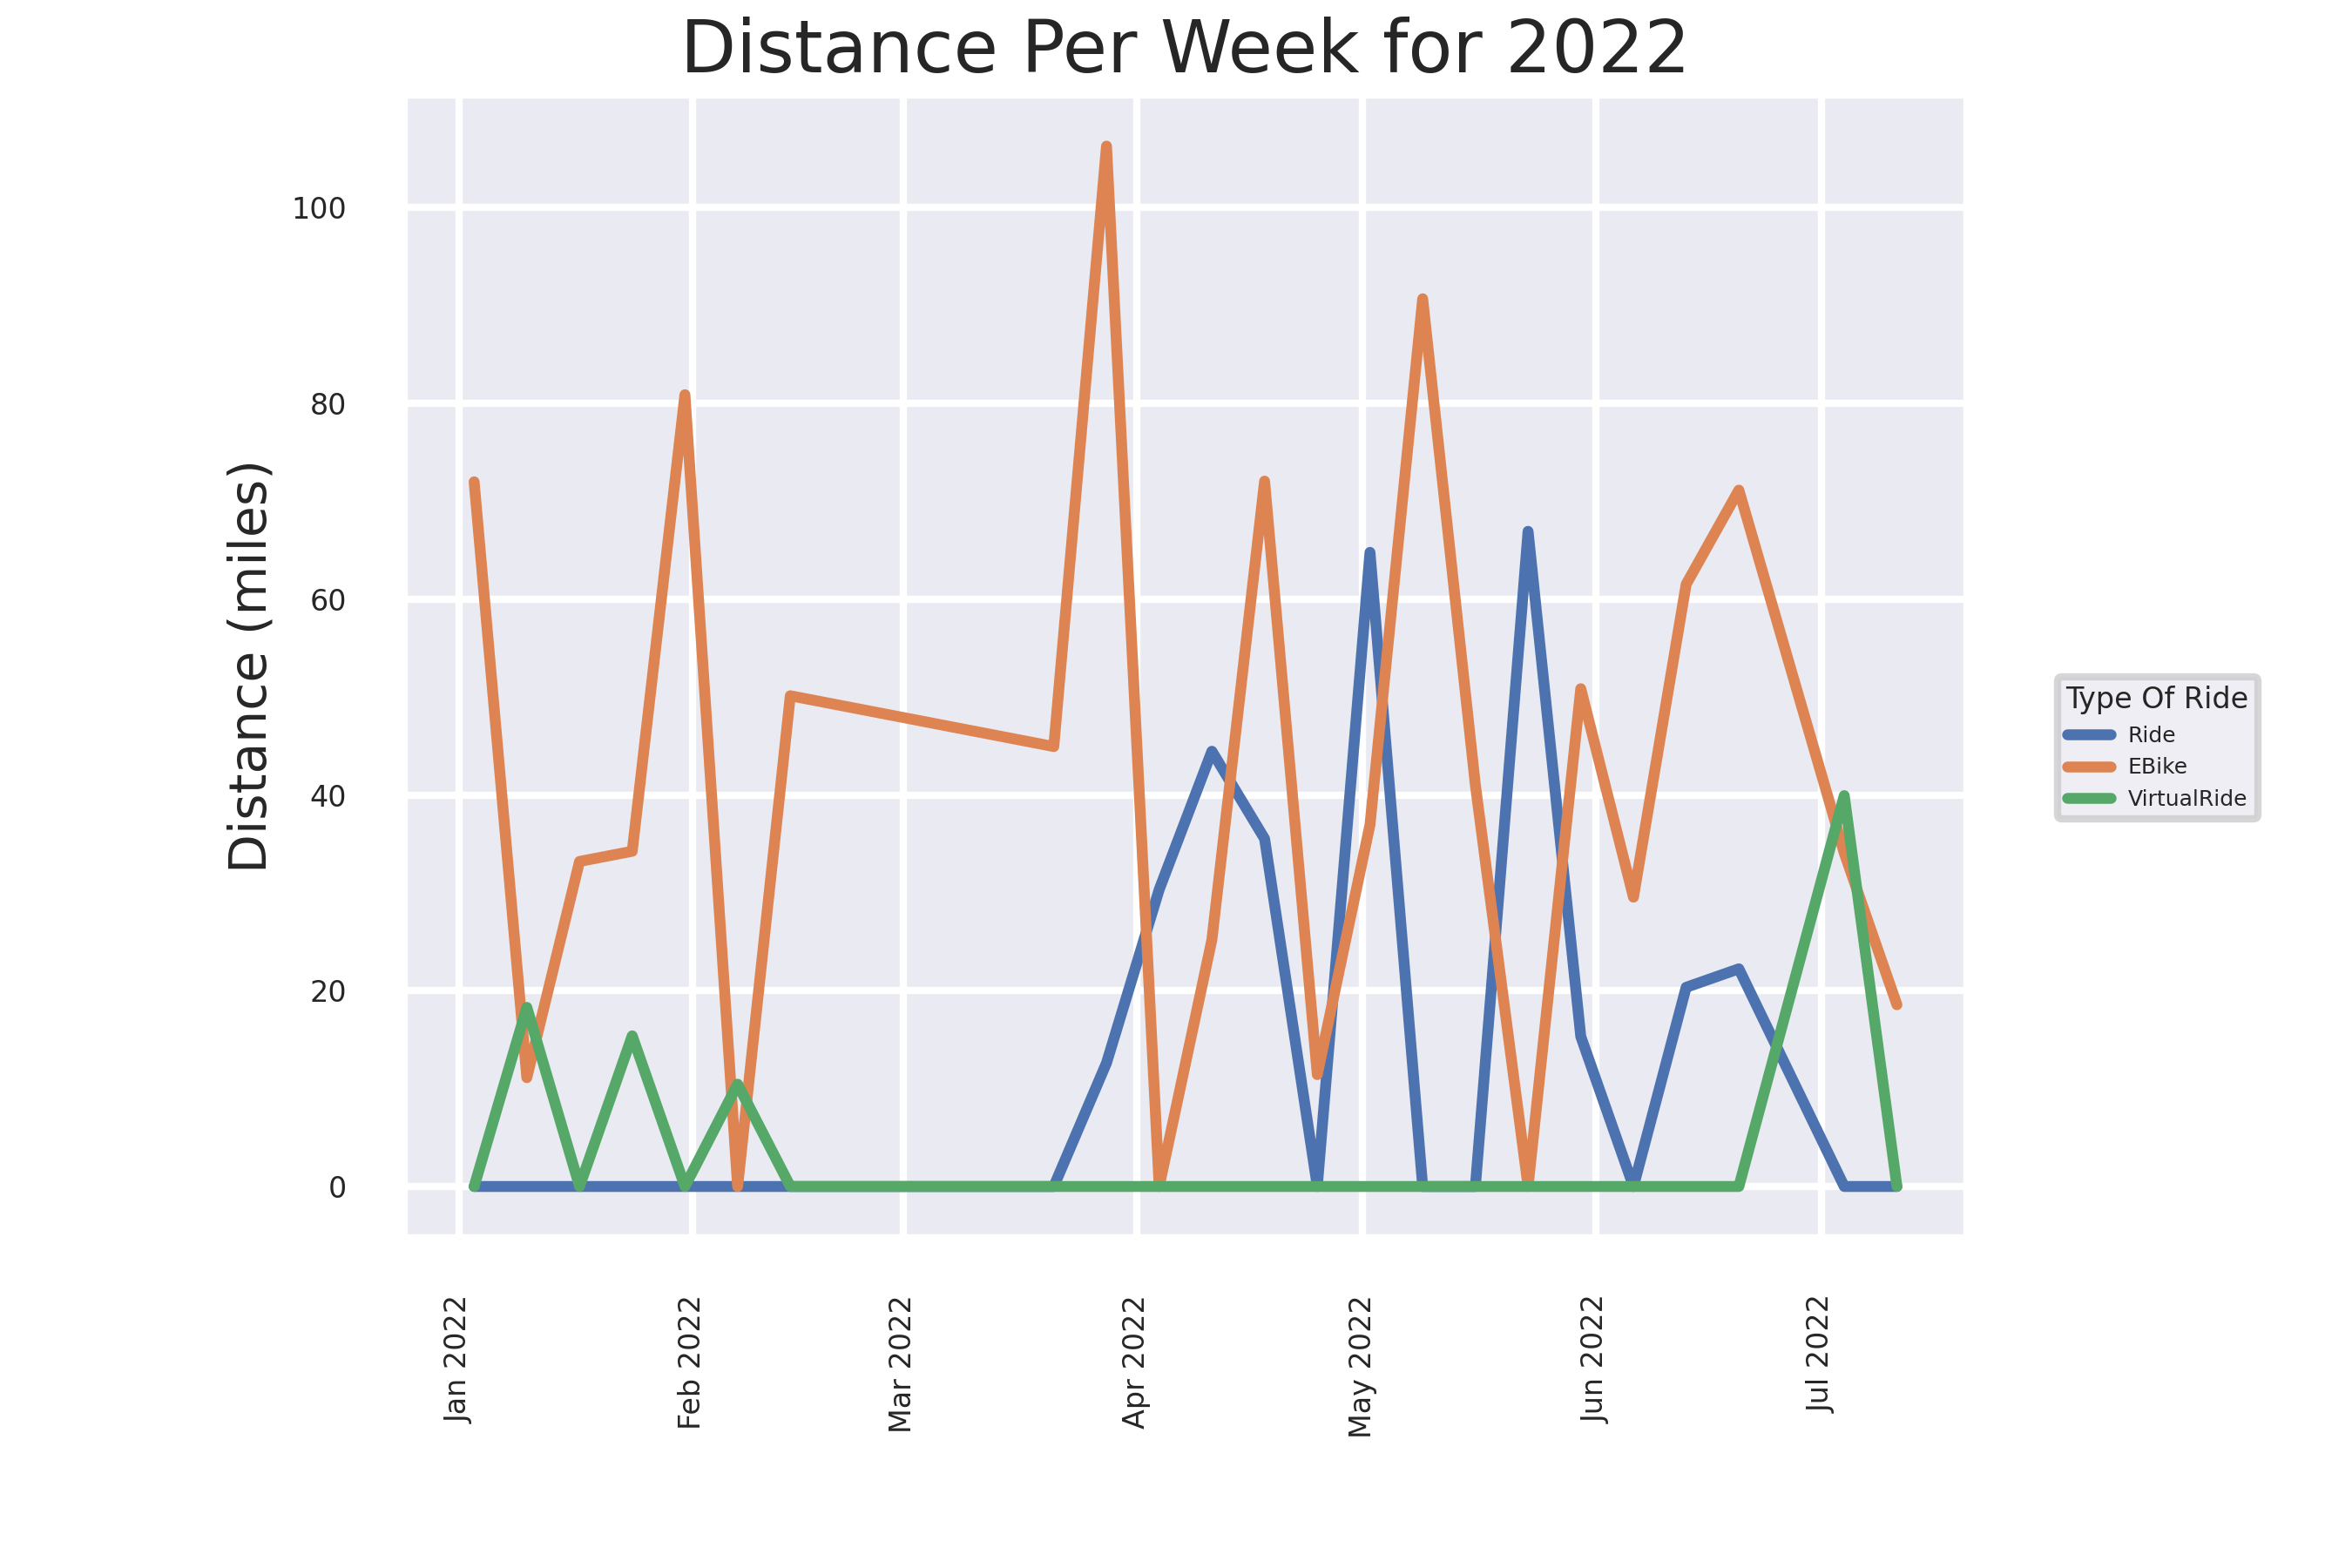 Distance Per Week for 2022
Distance (miles)
100
80
60
40
20
0
Jan 2022
Feb 2022
Mar 2022
Apr 2022
May 2022
Jun 2022
Jul 2022
Type Of Ride
Ride
EBike
VirtualRide